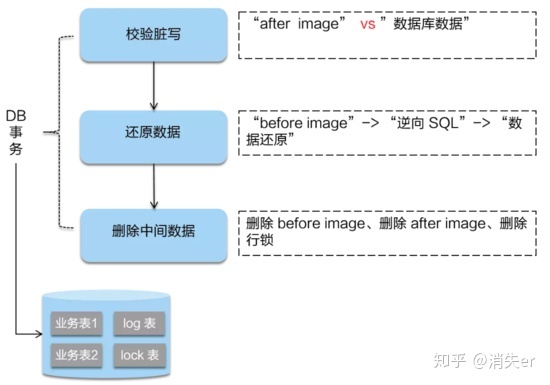 校验脏写
“after image” vs ”数据库数据”
DB
事务
还原数据
“before image”–> “逆向 SQL”–> “数
据还原”
删除中间数据
删除 before image、删除 after image、删除
行锁
业务表1
log 表
业务表2
lock 表
知乎 @消失er